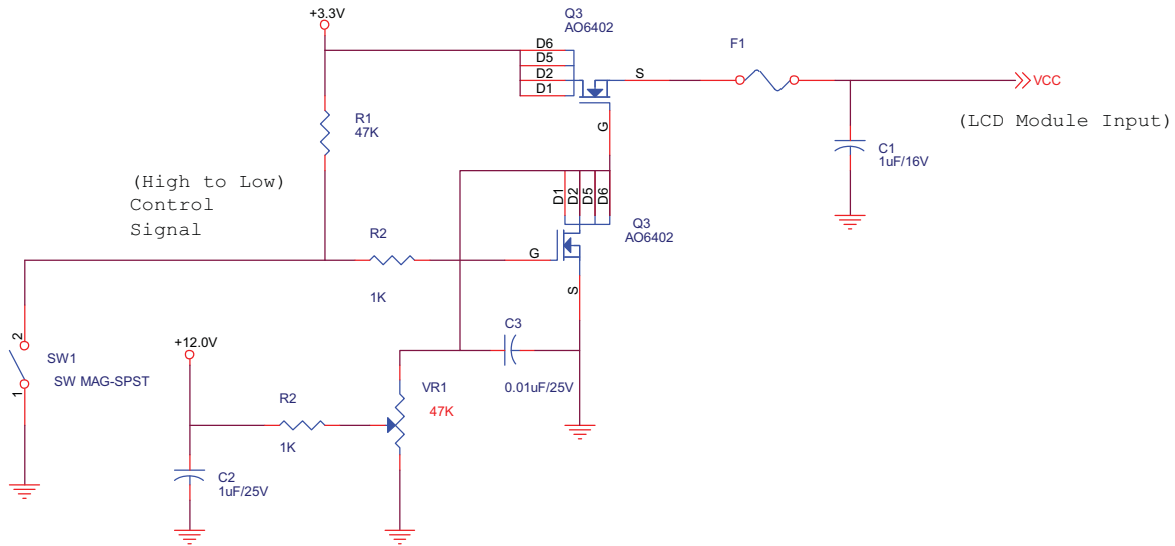 +3.3V
Q3
AO6402
D6
D5
D2
D1
S
G
F1
VCC
(LCD Module Input)
R1
47K
C1
1uF/16V
(High to Low)
Control
Signal
D1
D2
D5
D6
Q3
AO6402
R2
1K
G
S
C3
0.01uF/25V
2
SW1
SW MAG-SPST
1
+12.0V
R2
1K
VR1
47K
C2
1uF/25V